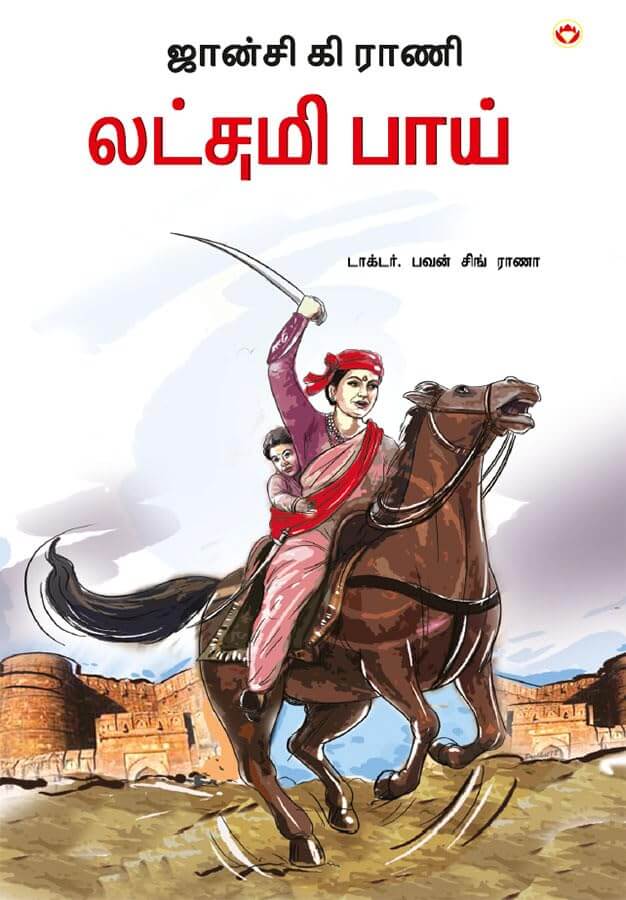 ஜான்சி கி ராணி
லட்சுமி பாய்
டாக்டர். பவன் சிங் ராணா